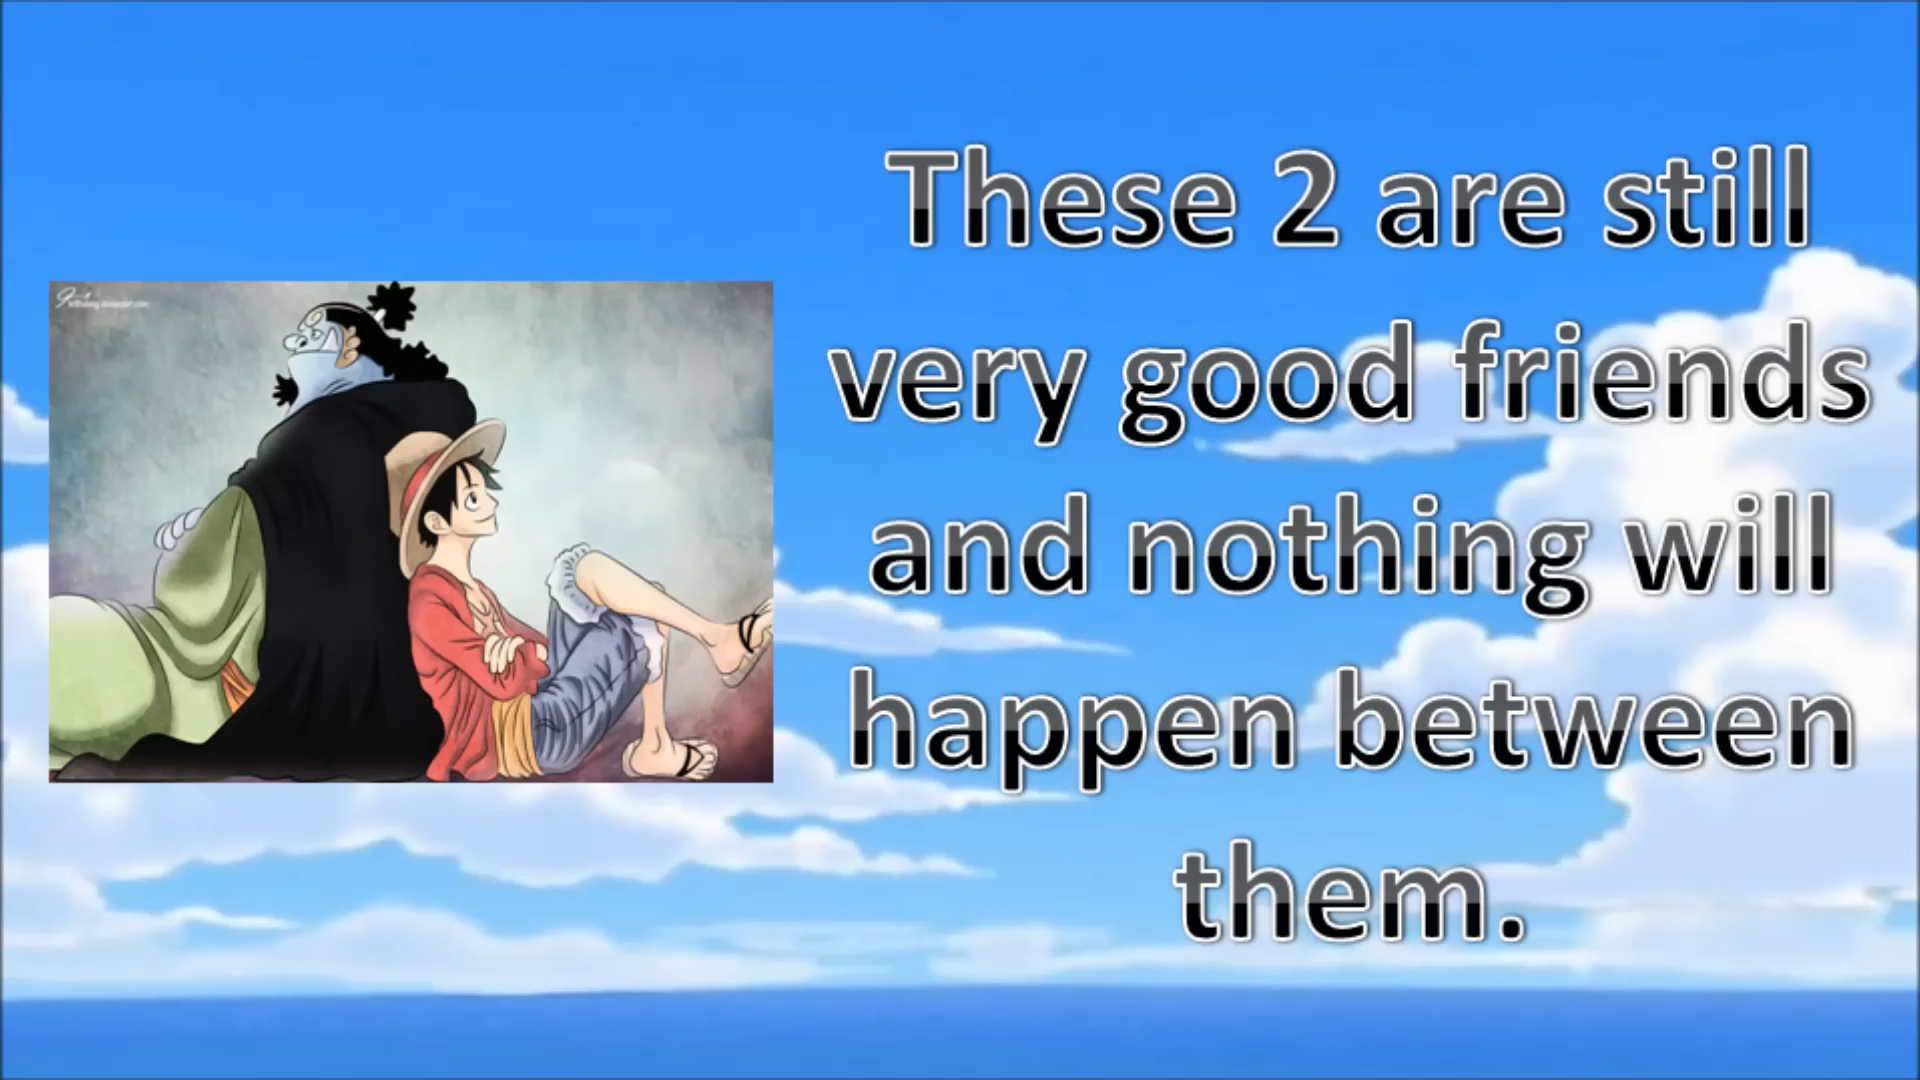 These 2 are still
very good friends
and nothing will
happen between
them.